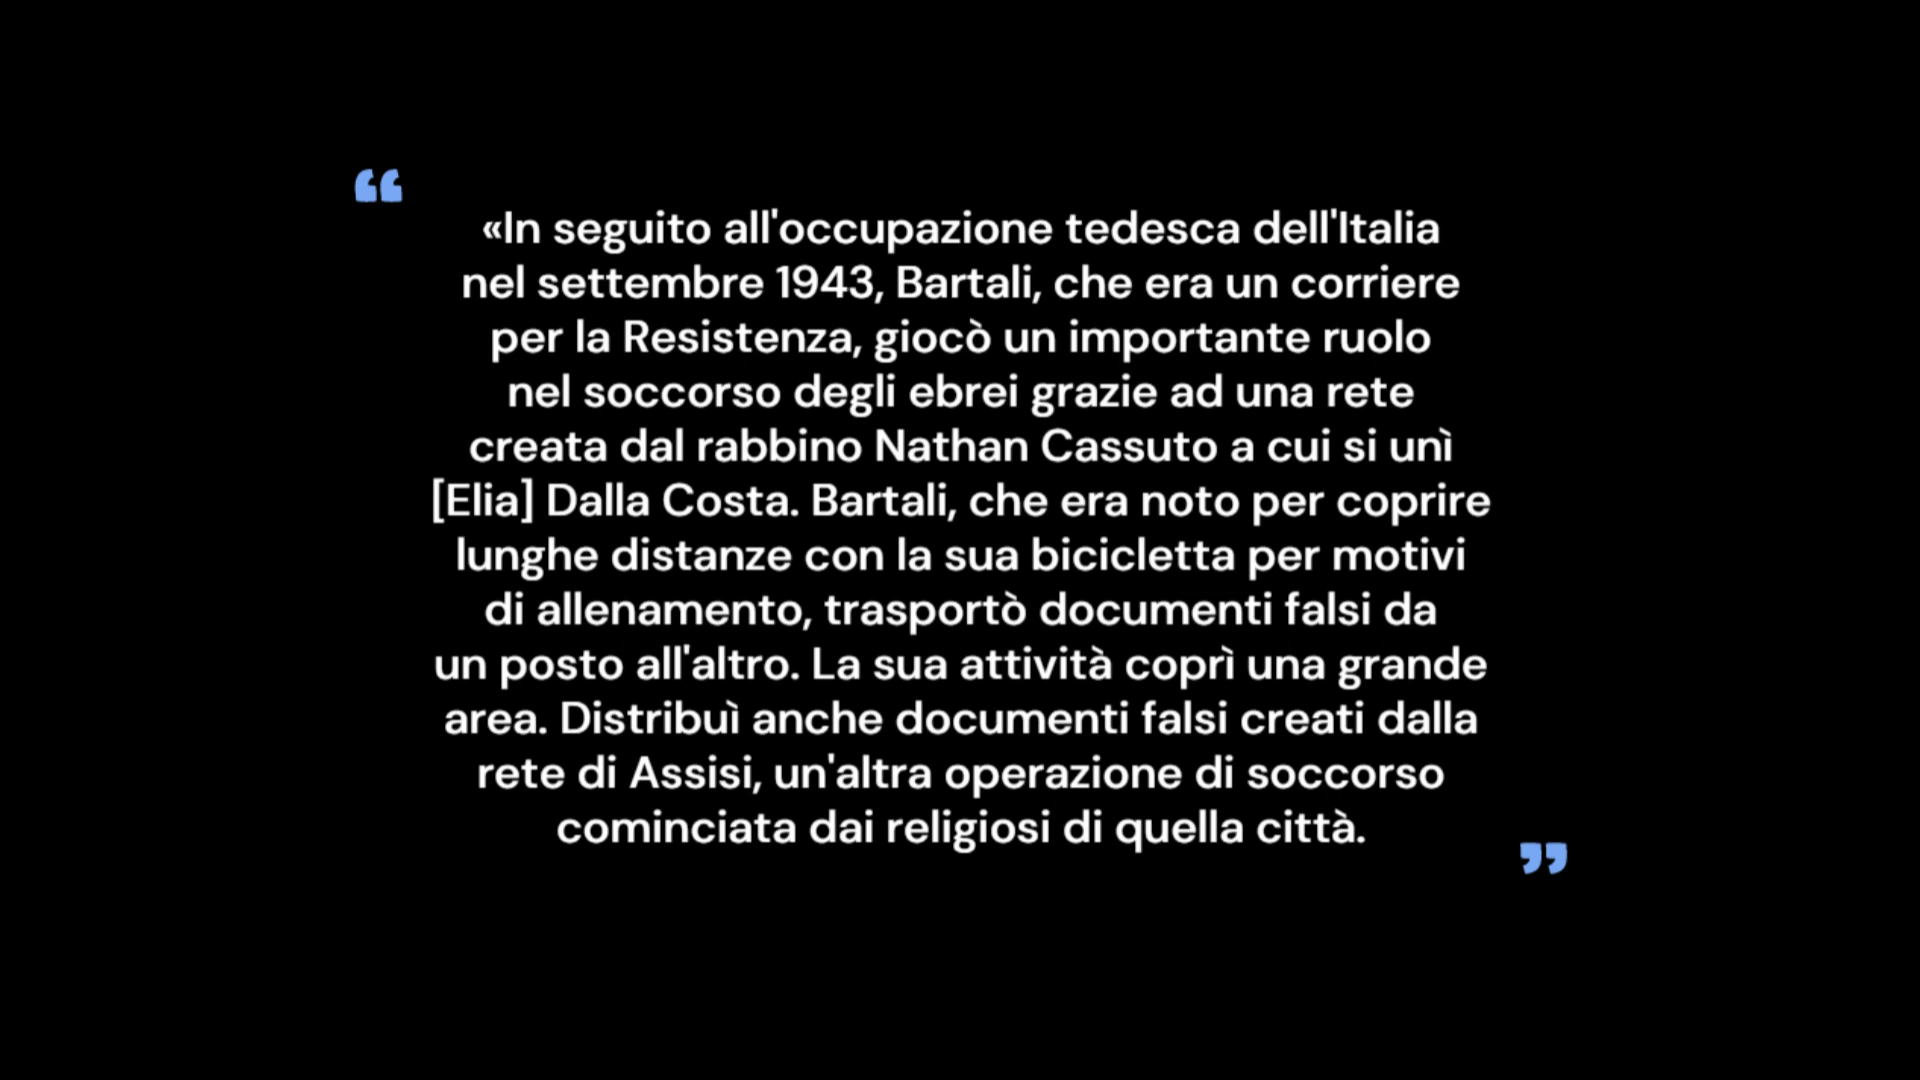 “
«In seguito all'occupazione tedesca dell'Italia
nel settembre 1943, Bartali, che era un corriere
per la Resistenza, giocò un importante ruolo
nel soccorso degli ebrei grazie ad una rete
creata dal rabbino Nathan Cassuto a cui si unì
[Elia] Dalla Costa. Bartali, che era noto per coprire
lunghe distanze con la sua bicicletta per motivi
di allenamento, trasportò documenti falsi da
un posto all'altro. La sua attività coprì una grande
area. Distribuì anche documenti falsi creati dalla
rete di Assisi, un'altra operazione di soccorso
cominciata dai religiosi di quella città.
”